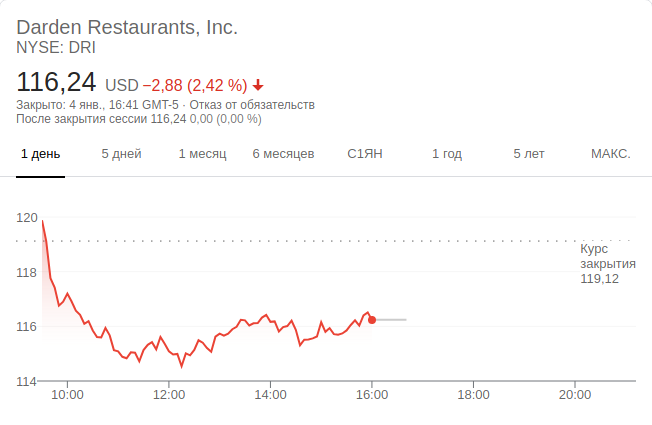 Darden Restaurants, Inc.
NYSE: DRI
116,24 USD −2,88 (2,42 %)
Закрыто: 4 янв., 16:41 GMT-5 · Отказ от обязательств
После закрытия сессии 116,24 0,00 (0,00 %)
1 день 5 дней 1 месяц 6 месяцев С1ЯН 1 год 5 лет МАКС.
120
Курс
закрытия
119,12
118
116
114
10:00 12:00 14:00 16:00 18:00 20:00